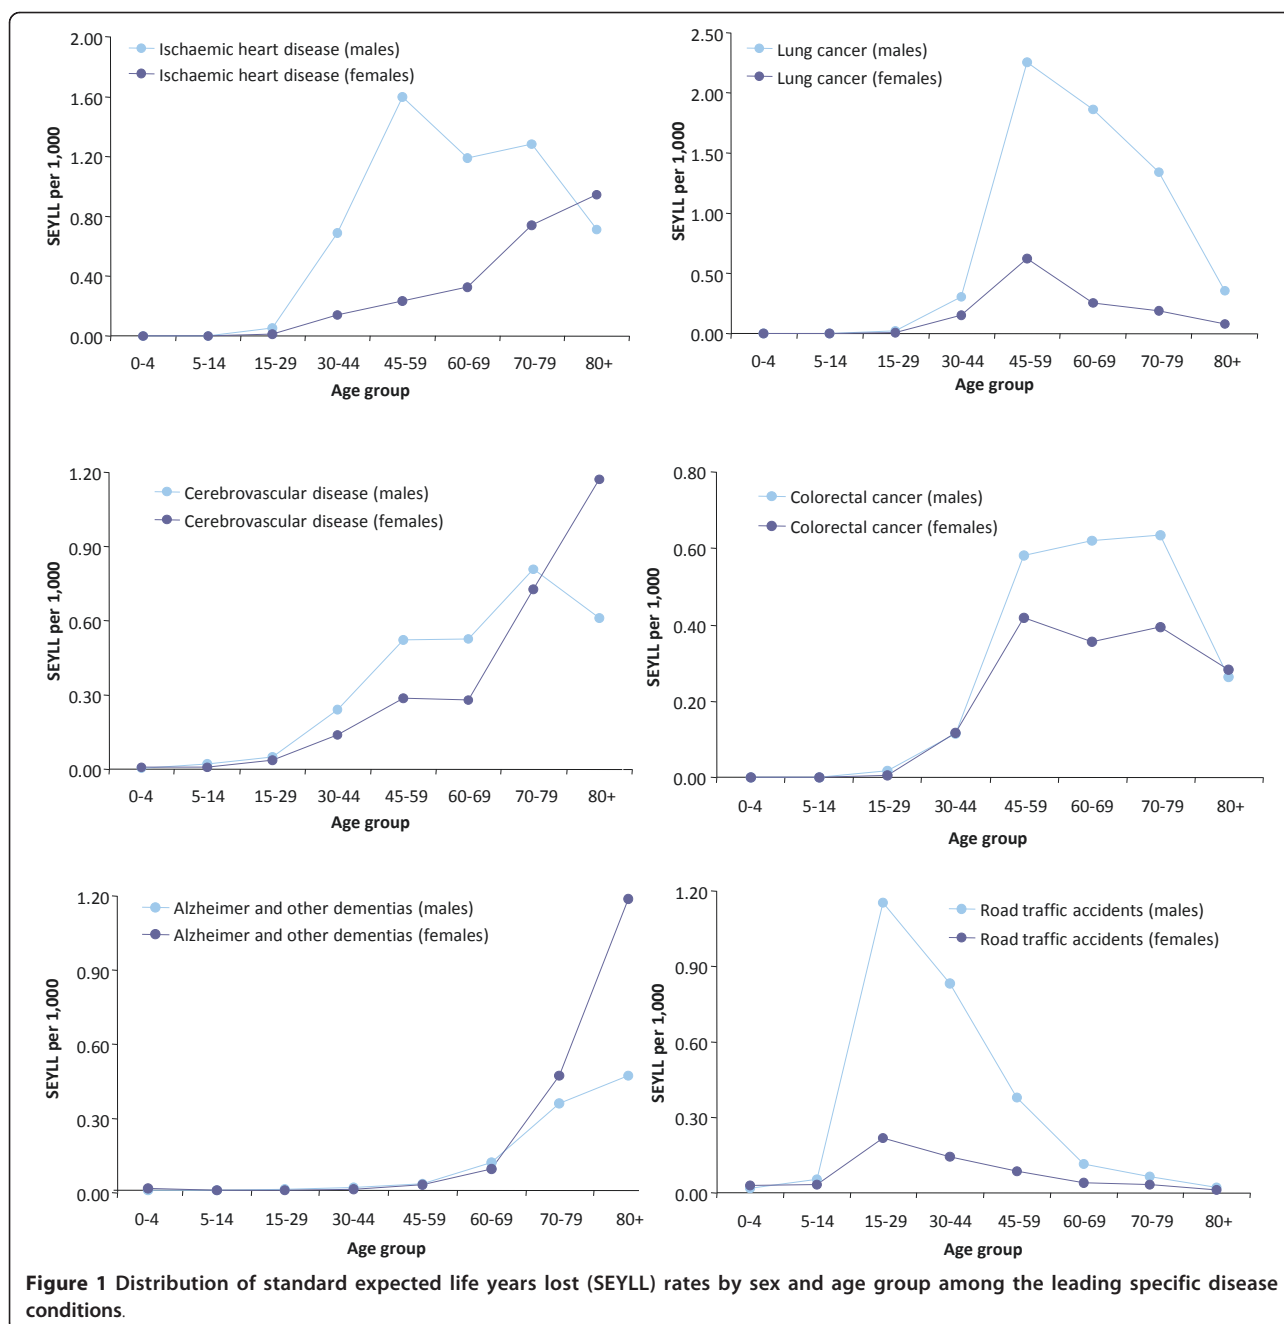 2.00
1.60
1.20
0.80
0.40
0.00
SEYLL per 1,000
Ischaemic heart disease (males)
Ischaemic heart disease (females)
0-4 5-14 15-29 30-44 45-59 60-69 70-79 80+
Age group
2.50
2.00
1.50
1.00
0.50
0.00
SEYLL per 1,000
Lung cancer (males)
Lung cancer (females)
0-4 5-14 15-29 30-44 45-59 60-69 70-79 80+
Age group
1.20
0.90
0.60
0.30
0.00
SEYLL per 1,000
Cerebrovascular disease (males)
Cerebrovascular disease (females)
0-4 5-14 15-29 30-44 45-59 60-69 70-79 80+
Age group
0.80
0.60
0.40
0.20
0.00
SEYLL per 1,000
Colorectal cancer (males)
Colorectal cancer (females)
0-4 5-14 15-29 30-44 45-59 60-69 70-79 80+
Age group
1.20
0.90
0.60
0.30
0.00
SEYLL per 1,000
Alzheimer and other dementias (males)
Alzheimer and other dementias (females)
0-4 5-14 15-29 30-44 45-59 60-69 70-79 80+
Age group
1.20
0.90
0.60
0.30
0.00
SEYLL per 1,000
Road traffic accidents (males)
Road traffic accidents (females)
0-4 5-14 15-29 30-44 45-59 60-69 70-79 80+
Age group
Figure 1 Distribution of standard expected life years lost (SEYLL) rates by sex and age group among the leading specific disease
conditions.